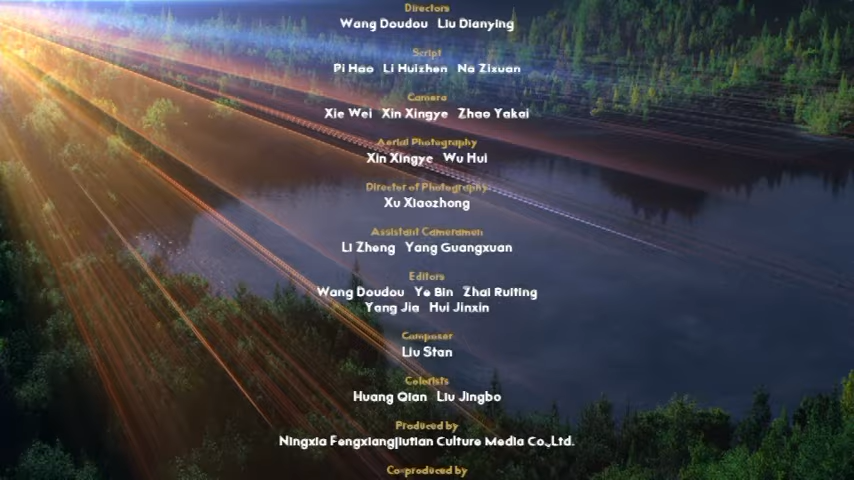 Directors
Wang Doudou Liu Dianying
Script
Pi Hao Li Huizhen Na Zixuan
Camera
Xie Wei Xin Xingye Zhao Yakai
Aerial Photography
Xin Xingye Wu Hui
Director of Photography
Xu Xiaozhong
Assistant Cameramen
Li Zheng Yang Guangxuan
Editors
Wang Doudou Ye Bin Zhai Ruiting
Yang Jia Hui Jinxin
Composer
Liu Stan
Colorists
Huang Qian Liu Jingbo
Produced by
Ningxia Fengxiangjiutian Culture Media Co.,Ltd.
Co-produced by